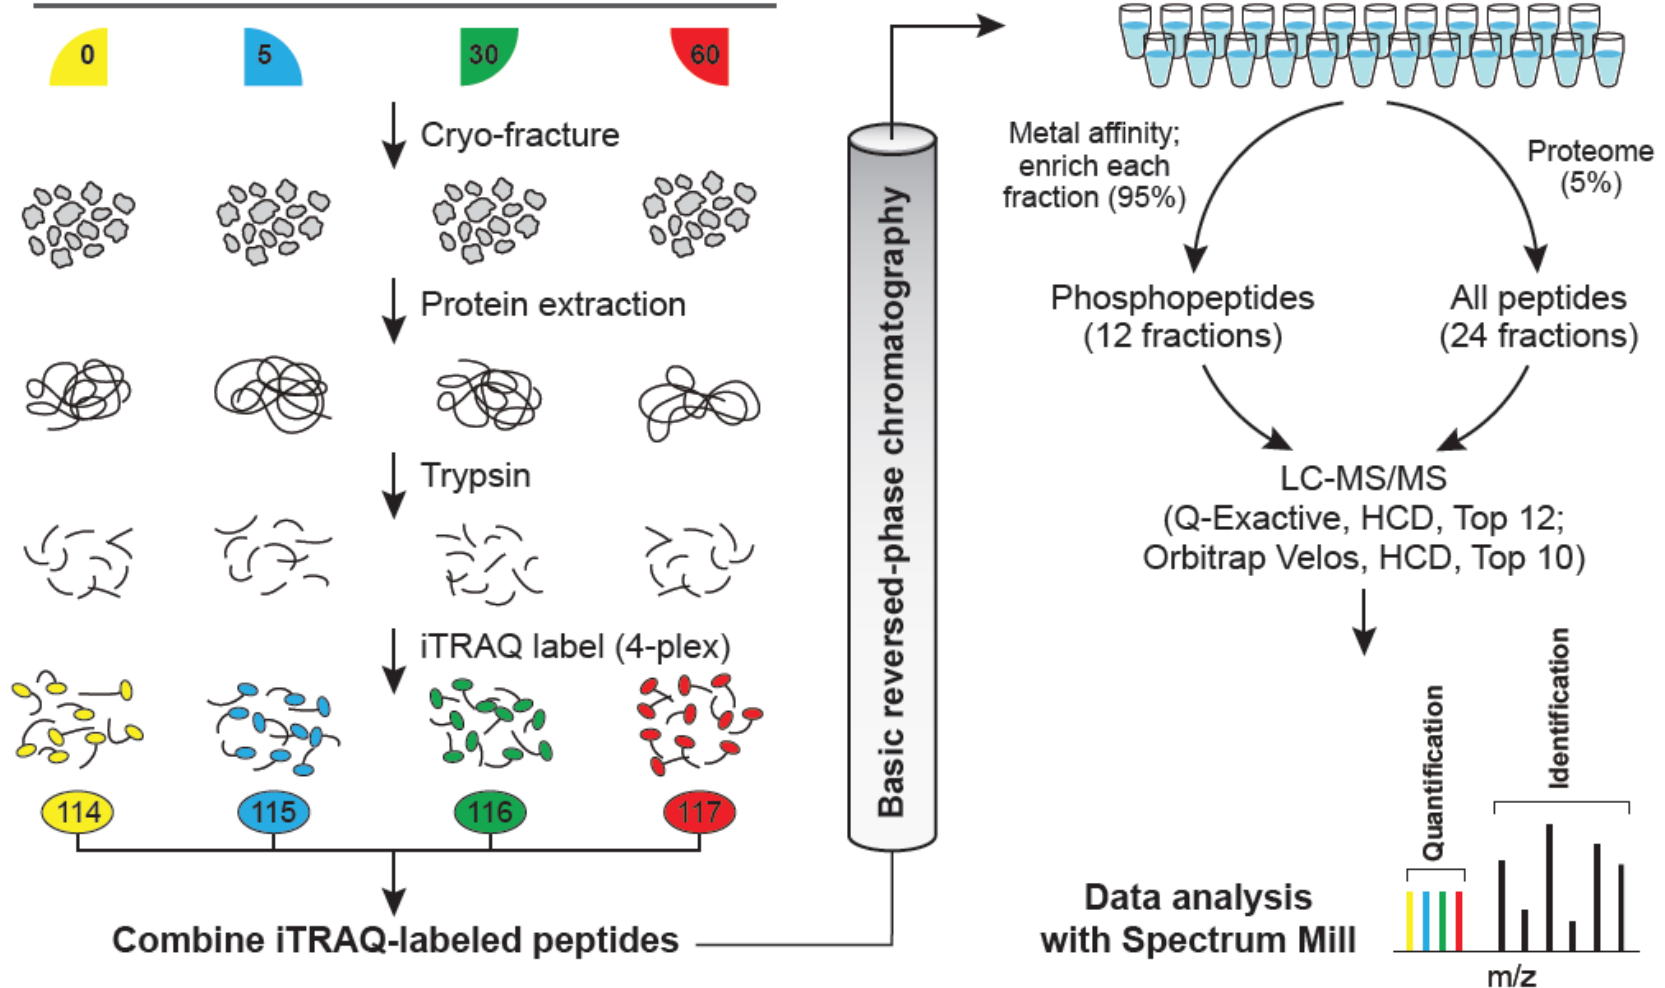 0 5 30 60
Cryo-fracture
Protein extraction
Trypsin
iTRAQ label (4-plex)
114 115 116 117
Combine iTRAQ-labeled peptides
Basic reversed-phase chromatography
Metal affinity;
enrich each
fraction (95%)
Proteome
(5%)
Phosphopeptides
(12 fractions)
All peptides
(24 fractions)
LC-MS/MS
(Q-Exactive, HCD, Top 12;
Orbitrap Velos, HCD, Top 10)
Quantification
Identification
Data analysis
with Spectrum Mill
m/z